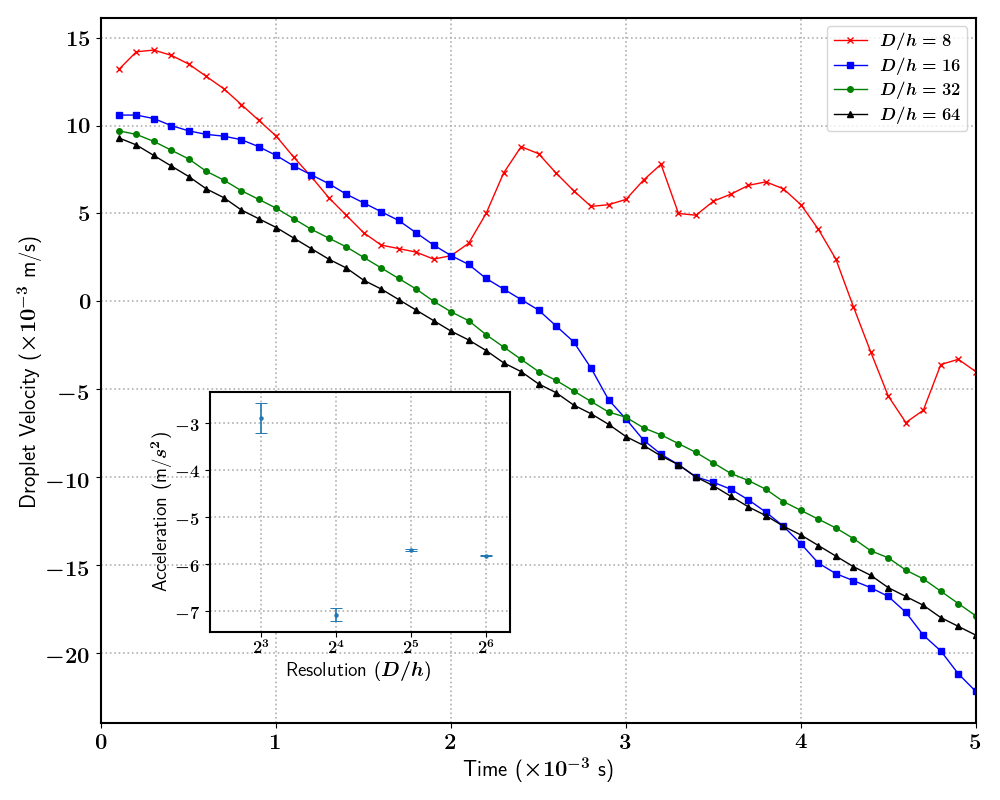 15
10
5
0
−5
−10
−15
−20
Droplet Velocity (×10⁻³ m/s)
D/h = 8
D/h = 16
D/h = 32
D/h = 64
−3
−4
−5
−6
−7
Acceleration (m/s²)
2³ 2⁴ 2⁵ 2⁶
Resolution (D/h)
0 1 2 3 4 5
Time (×10⁻³ s)